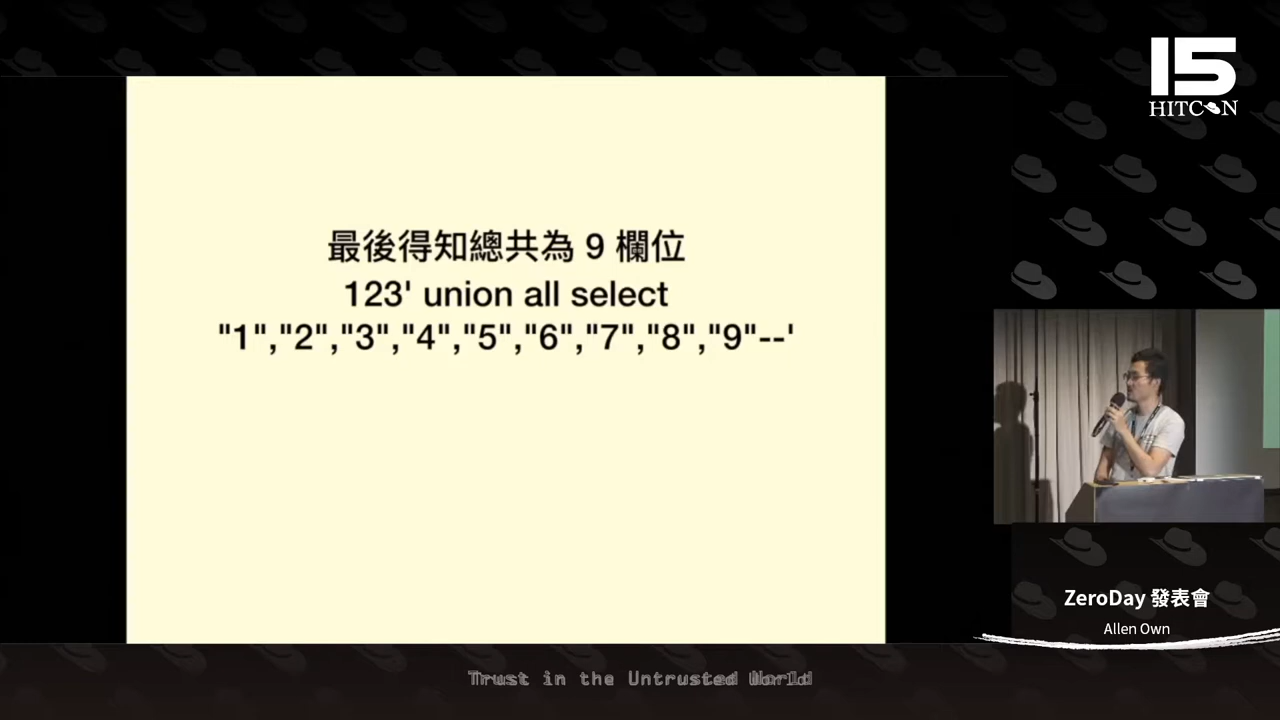 15
HITCON
最後得知總共為 9 欄位
123' union all select
"1","2","3","4","5","6","7","8","9"--'
ZeroDay 發表會
Allen Own
Trust in the Untrusted World